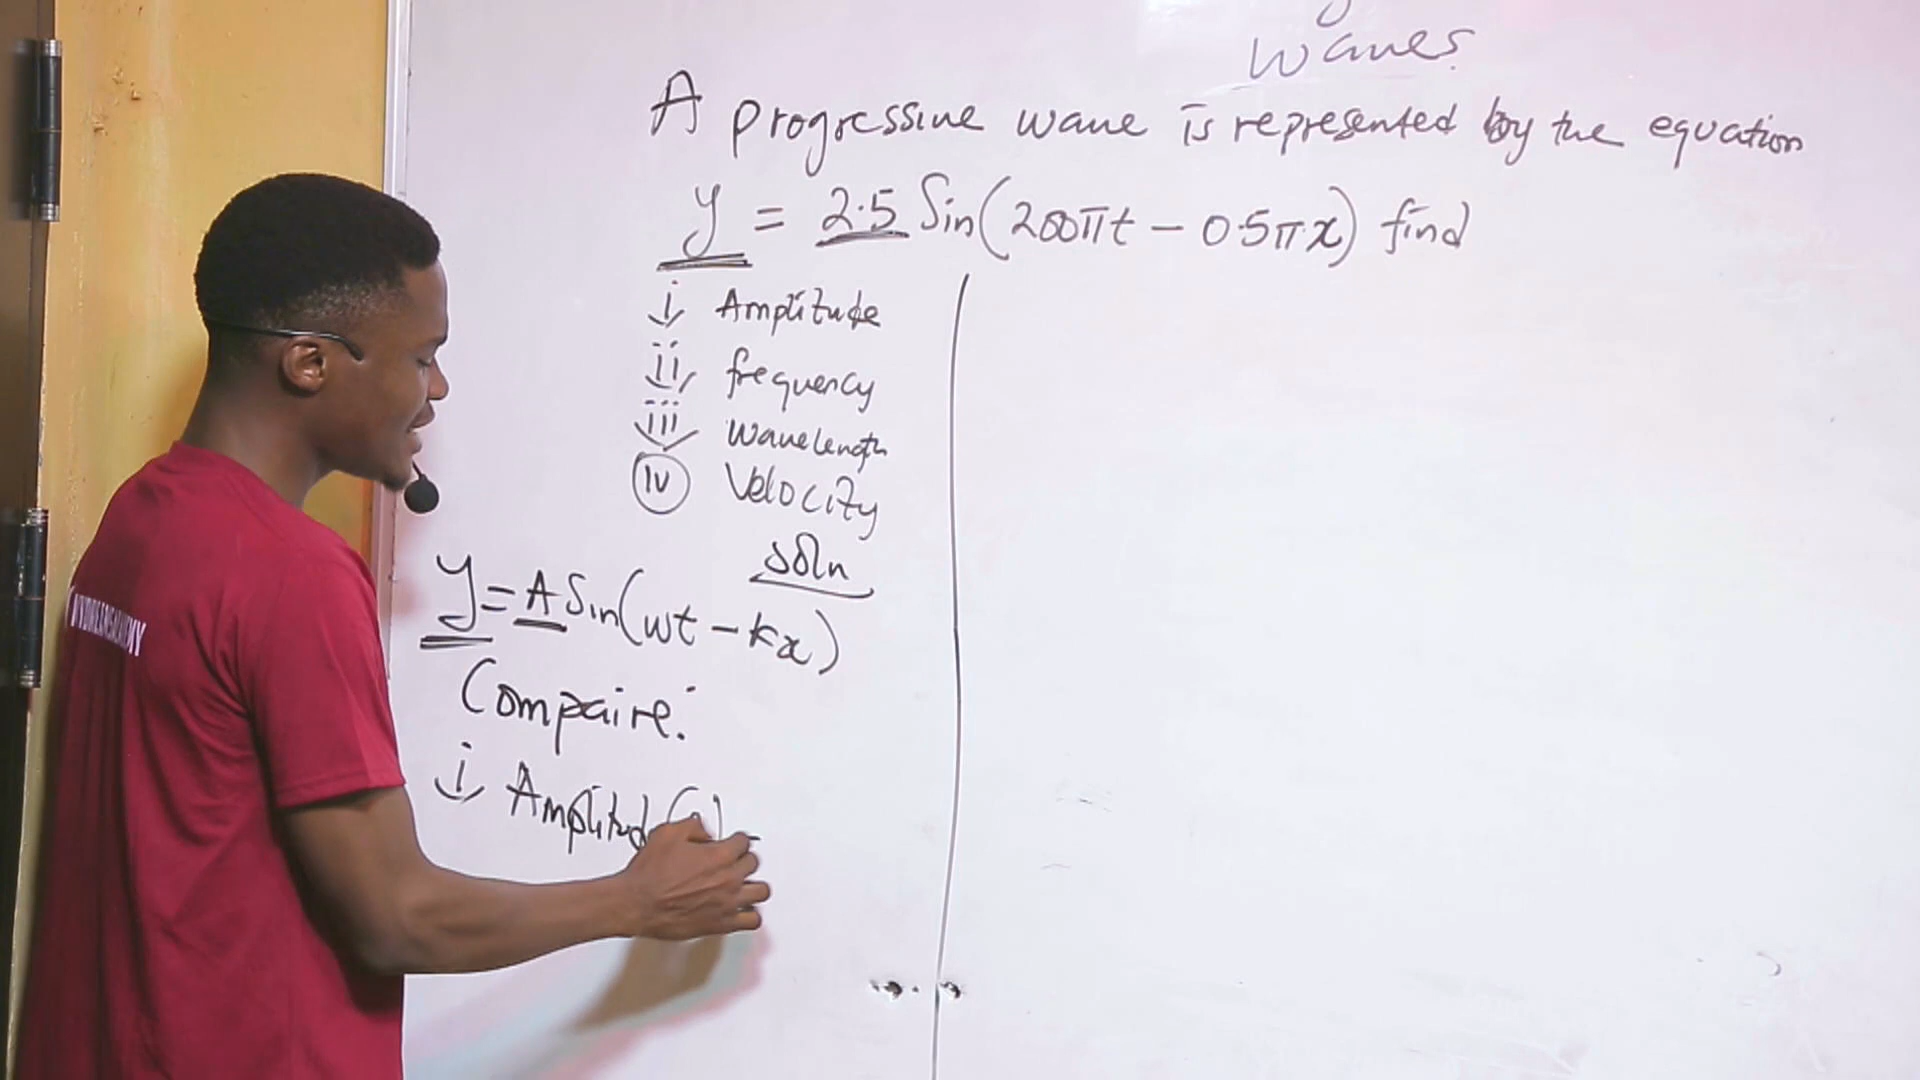 waves.
A progressive wave is represented by the equation
y = 2.5 Sin(200πt - 0.5πx) find
i Amplitude
ii, frequency
iii wavelength
iv Velocity
soln
y = A Sin(wt - kx)
Compaire:
i Amplitude